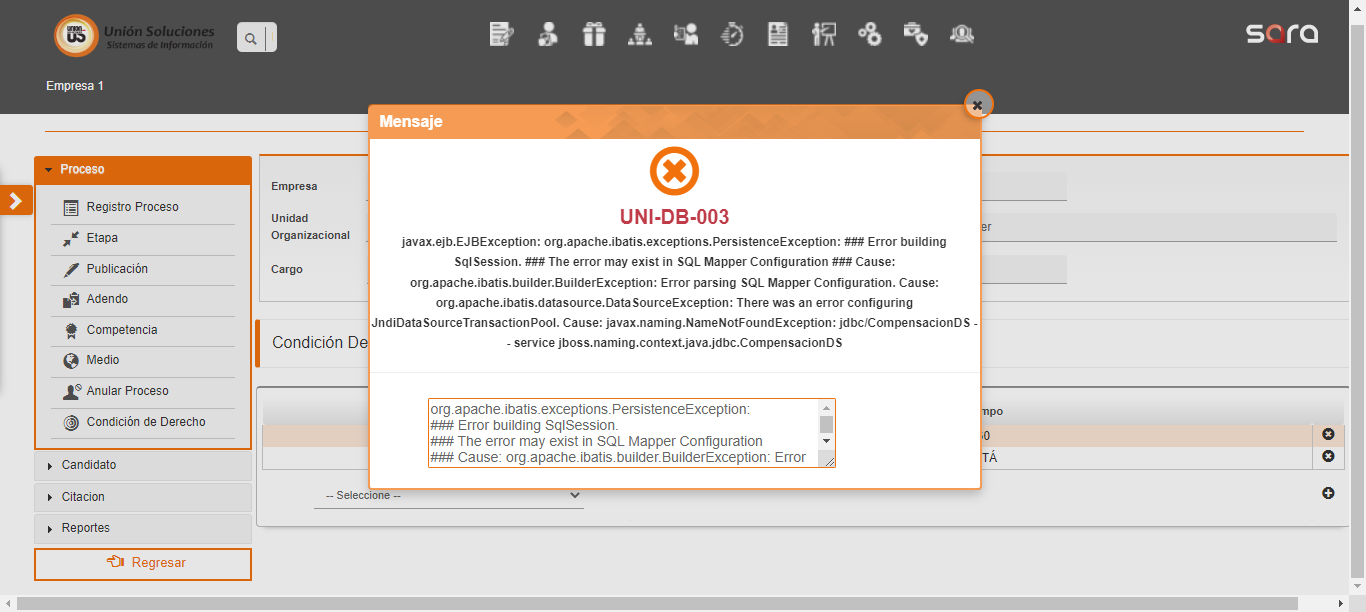 Unión Soluciones
Sistemas de Información
sara
Empresa 1
Mensaje
UNI-DB-003
javax.ejb.EJBException: org.apache.ibatis.exceptions.PersistenceException: ### Error building
SqlSession. ### The error may exist in SQL Mapper Configuration ### Cause:
org.apache.ibatis.builder.BuilderException: Error parsing SQL Mapper Configuration. Cause:
org.apache.ibatis.datasource.DataSourceException: There was an error configuring
JndiDataSourceTransactionPool. Cause: javax.naming.NameNotFoundException: jdbc/CompensacionDS -
- service jboss.naming.context.java.jdbc.CompensacionDS
org.apache.ibatis.exceptions.PersistenceException:
### Error building SqlSession.
### The error may exist in SQL Mapper Configuration
### Cause: org.apache.ibatis.builder.BuilderException: Error
Proceso
Registro Proceso
Etapa
Publicación
Adendo
Competencia
Medio
Anular Proceso
Condición de Derecho
Candidato
Citacion
Reportes
Regresar
Empresa
Unidad
Organizacional
er
Cargo
Condición De
mpo
TÁ
-- Seleccione --